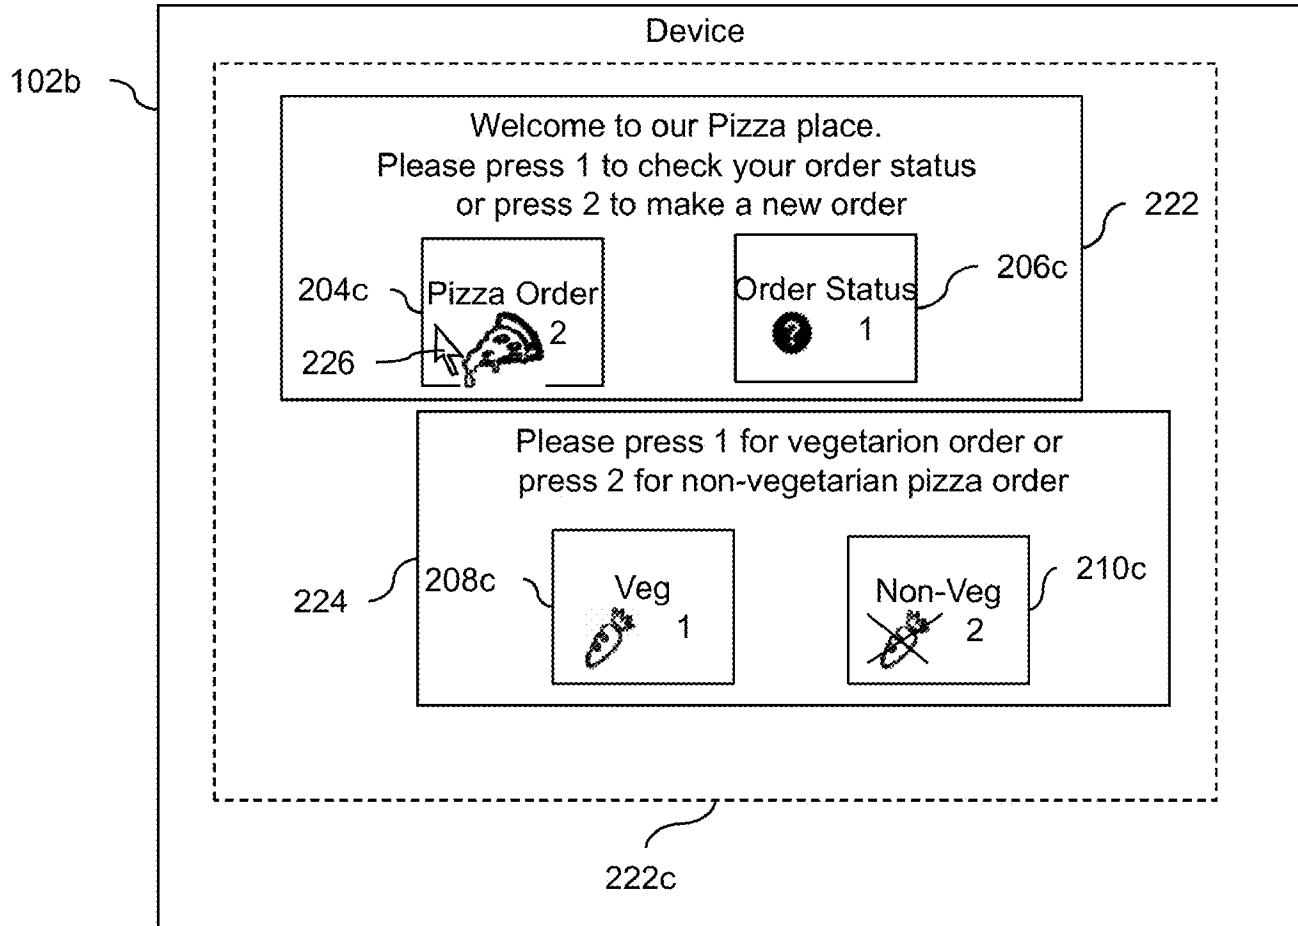 Device
102b
Welcome to our Pizza place.
Please press 1 to check your order status
or press 2 to make a new order
222
204c
Pizza Order
2
226
Order Status
? 1
206c
Please press 1 for vegetarion order or
press 2 for non-vegetarian pizza order
224
208c
Veg
1
Non-Veg
2
210c
222c